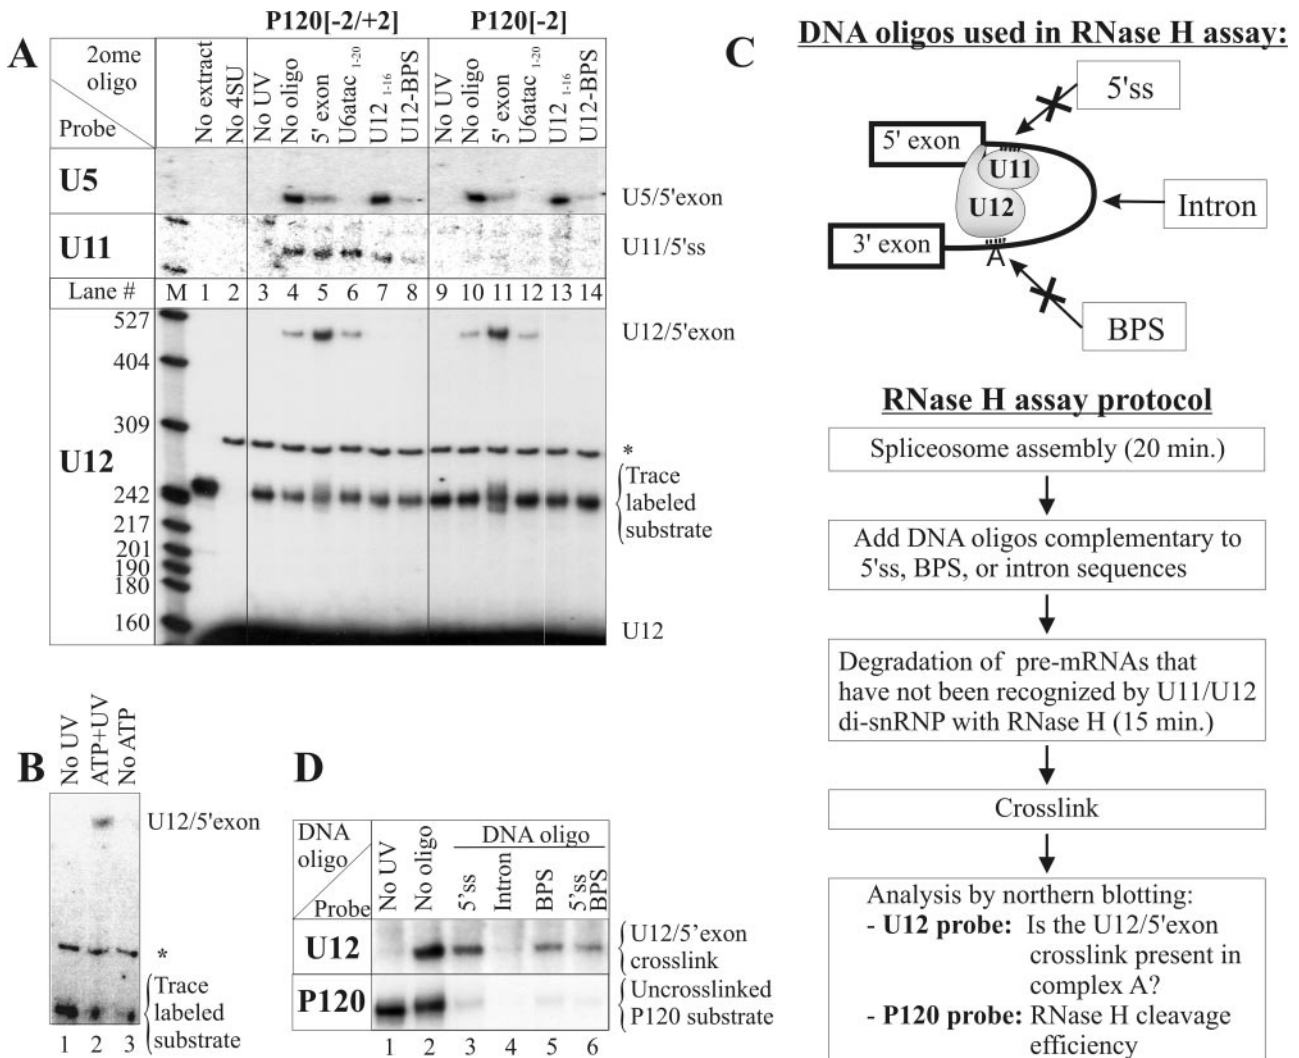 A
P120[-2/+2]
P120[-2]
2ome
oligo
Probe
No extract
No 4SU
No UV
No oligo
5' exon
U6atac 1-20
U12 1-16
U12-BPS
No UV
No oligo
5' exon
U6atac 1-20
U12 1-16
U12-BPS
U5
U5/5'exon
U11
U11/5'ss
Lane #
M 1 2 3 4 5 6 7 8 9 10 11 12 13 14
U12
527
404
309
242
217
201
190
180
160
U12/5'exon
*
Trace
labeled
substrate
U12
B
No UV
ATP+UV
No ATP
U12/5'exon
*
Trace
labeled
substrate
1 2 3
C
DNA oligos used in RNase H assay:
5'ss
5' exon
U11
U12
Intron
3' exon
A
BPS
RNase H assay protocol
Spliceosome assembly (20 min.)
Add DNA oligos complementary to
5'ss, BPS, or intron sequences
Degradation of pre-mRNAs that
have not been recognized by U11/U12
di-snRNP with RNase H (15 min.)
Crosslink
Analysis by northern blotting:
- U12 probe: Is the U12/5'exon
crosslink present in
complex A?
- P120 probe: RNase H cleavage
efficiency
D
DNA
oligo
Probe
No UV
No oligo
DNA oligo
5'ss
Intron
BPS
5'ss
BPS
U12
U12/5'exon
crosslink
P120
Uncrosslinked
P120 substrate
1 2 3 4 5 6